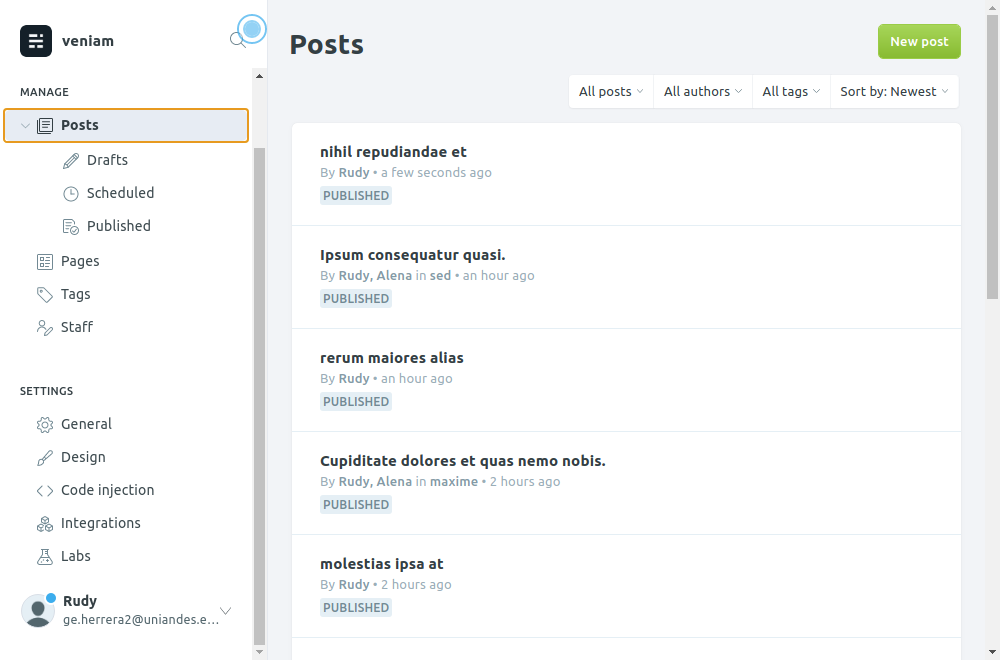 veniam
MANAGE
Posts
Drafts
Scheduled
Published
Pages
Tags
Staff
SETTINGS
General
Design
Code injection
Integrations
Labs
Rudy
ge.herrera2@uniandes.e...
Posts
New post
All posts
All authors
All tags
Sort by: Newest
nihil repudiandae et
By Rudy • a few seconds ago
PUBLISHED
Ipsum consequatur quasi.
By Rudy, Alena in sed • an hour ago
PUBLISHED
rerum maiores alias
By Rudy • an hour ago
PUBLISHED
Cupiditate dolores et quas nemo nobis.
By Rudy, Alena in maxime • 2 hours ago
PUBLISHED
molestias ipsa at
By Rudy • 2 hours ago
PUBLISHED